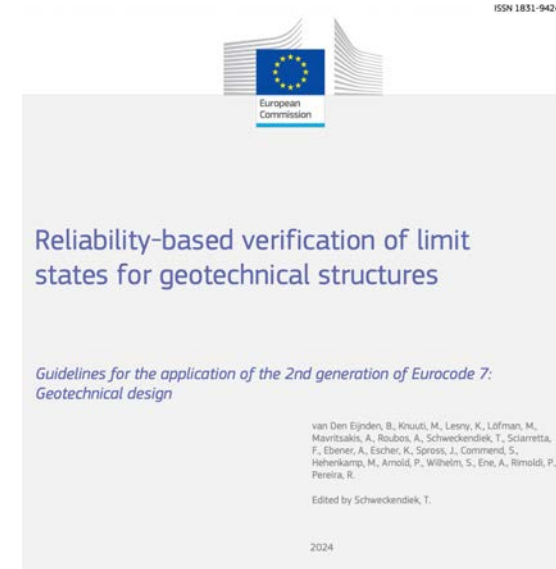 ISSN 1831-942
European
Commission
Reliability-based verification of limit
states for geotechnical structures
Guidelines for the application of the 2nd generation of Eurocode 7:
Geotechnical design
van Den Eijnden, B., Knuuti, M., Lesny, K., Löfman, M.,
Mavritsakis, A., Roubos, A., Schweckendiek, T., Sciarretta,
F., Ebener, A., Escher, K., Spross, J., Commend, S.,
Hehenkamp, M., Arnold, P., Wilhelm, S., Ene, A., Rimoldi, P.,
Pereira, R.
Edited by Schweckendiek, T.
2024